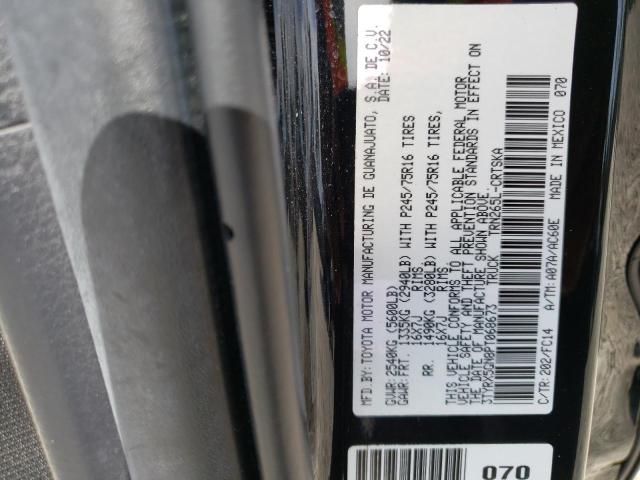 MFD.BY:TOYOTA MOTOR MANUFACTURING DE GUANAJUATO, S.A. DE C.V.
DATE: 10/22
GVWR:2540KG (5600LB)
GAWR:FRT. 1335KG (2940LB) WITH P245/75R16 TIRES
16X7J RIMS,
RR. 1490KG (3280LB) WITH P245/75R16 TIRES,
16X7J RIMS,
THIS VEHICLE CONFORMS TO ALL APPLICABLE FEDERAL MOTOR
VEHICLE SAFETY AND THEFT PREVENTION STANDARDS IN EFFECT ON
THE DATE OF MANUFACTURE SHOWN ABOVE.
3TYRX5GN8PT068673 TRUCK TRN265L-CRTSKA
C/TR:202/FC14 A/TM:A07A/AC60E MADE IN MEXICO 070
070